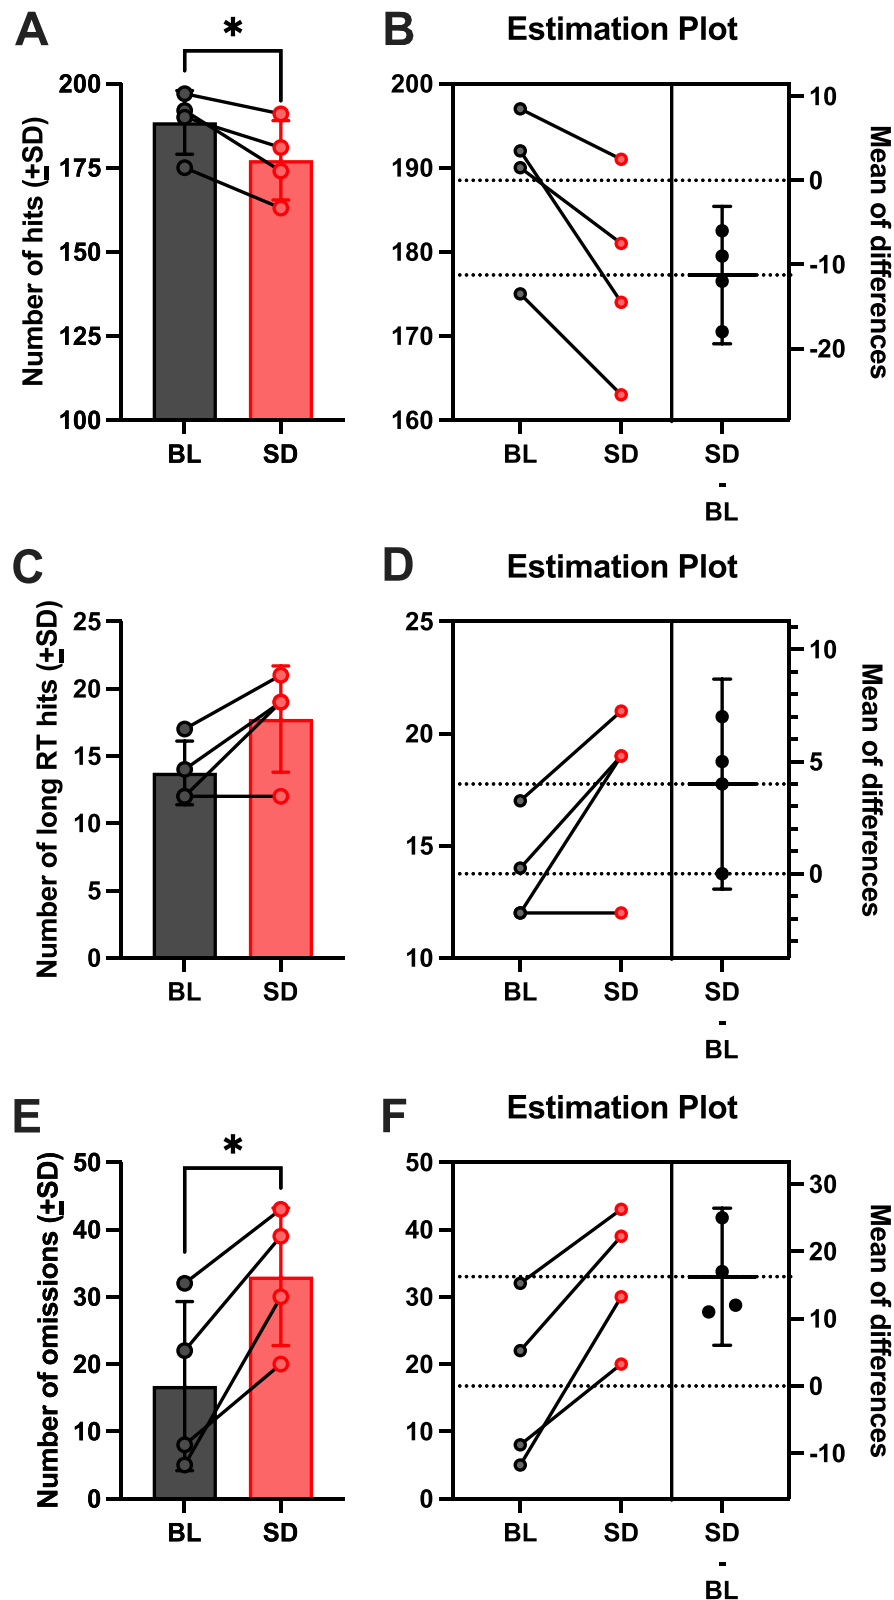 A
*
Number of hits (±SD)
200
175
150
125
100
BL
SD
B
Estimation Plot
200
190
180
170
160
10
0
-10
-20
Mean of differences
BL
SD
SD
-
BL
C
Number of long RT hits (±SD)
25
20
15
10
5
0
BL
SD
D
Estimation Plot
25
20
15
10
10
5
0
Mean of differences
BL
SD
SD
-
BL
E
*
Number of omissions (±SD)
50
40
30
20
10
0
BL
SD
F
Estimation Plot
50
40
30
20
10
0
30
20
10
0
-10
Mean of differences
BL
SD
SD
-
BL